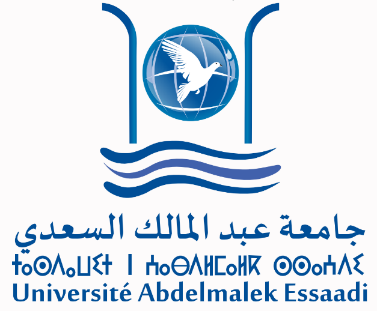 جامعة عبد المالك السعدي
ⵜⴰⵙⴷⴰⵡⵉⵜ ⵏ ⵄⴰⴱⴷⵍⵎⴰⵍⴽ ⵙⵙⴰⵄⴷⵉ
Université Abdelmalek Essaadi